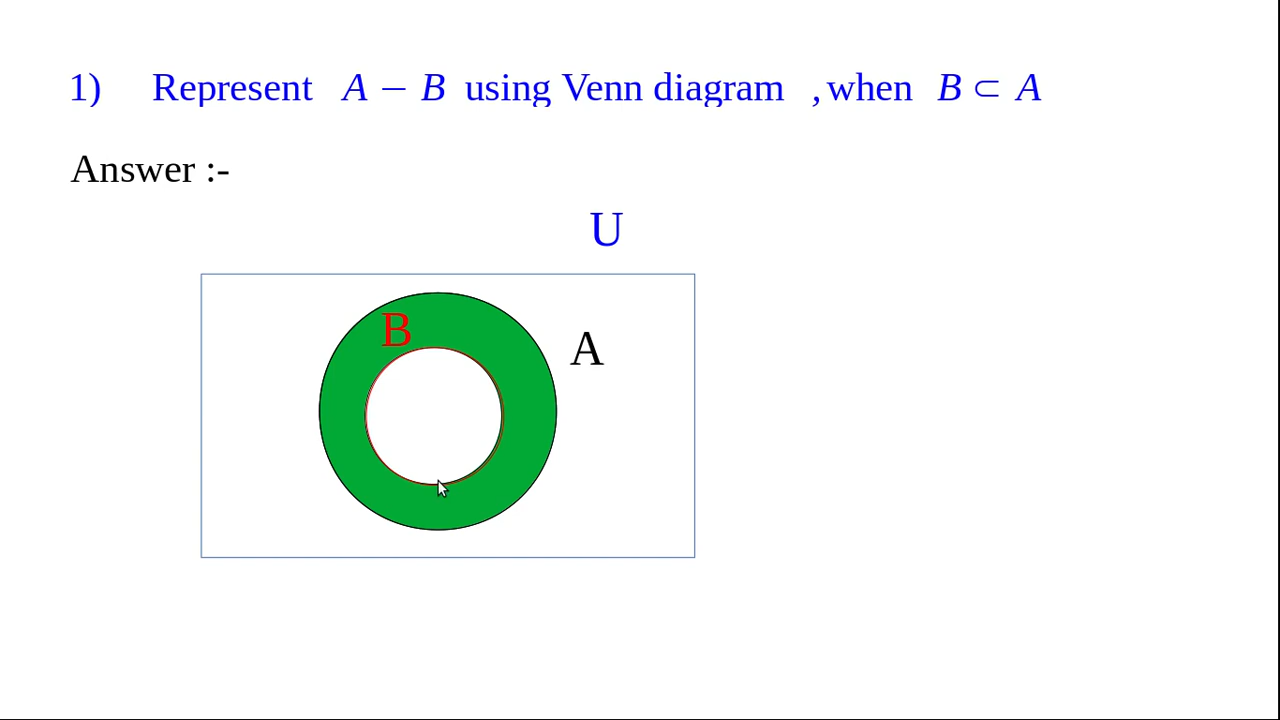 1) Represent A − B using Venn diagram , when B ⊂ A
Answer :-
U
B
A